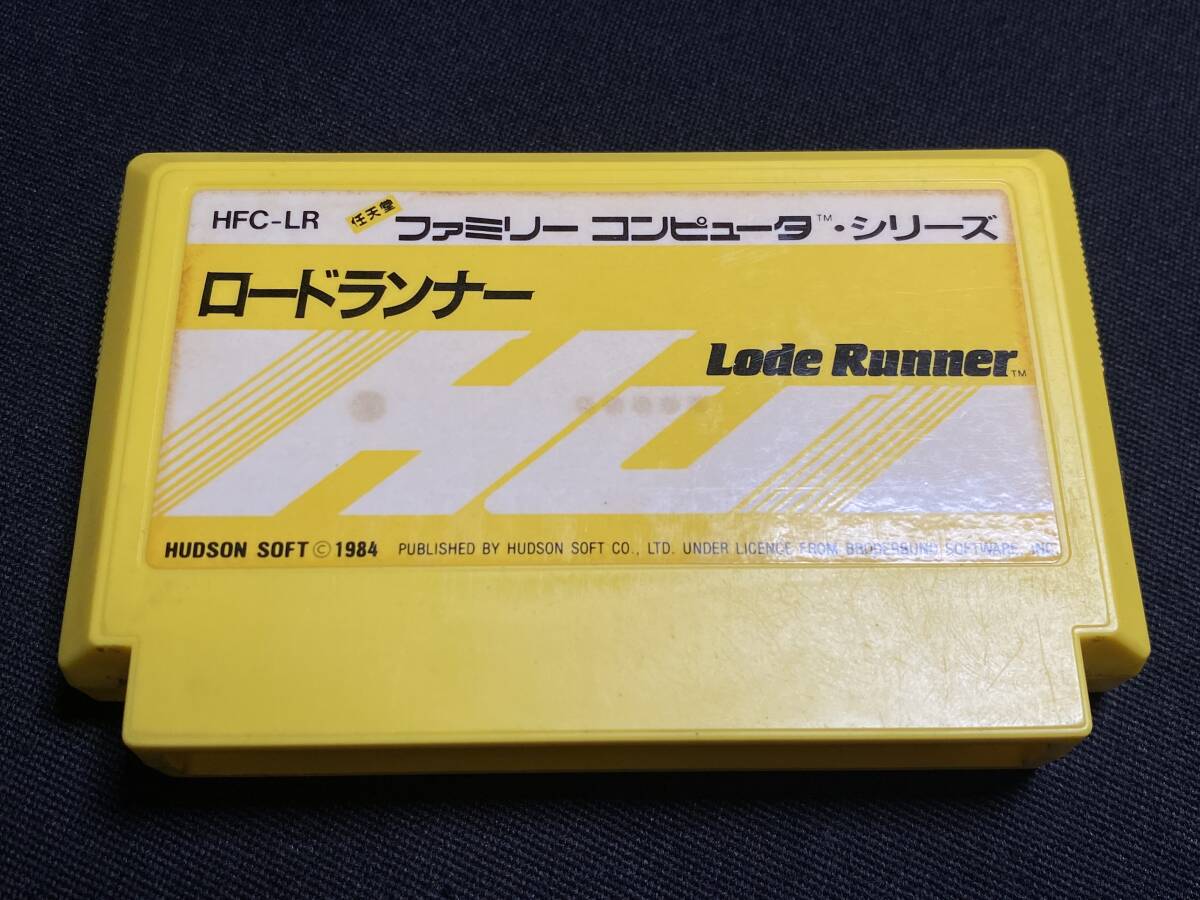 HFC-LR 任天堂 ファミリー コンピュータ™・シリーズ
ロードランナー
Lode Runner™
HU
HUDSON SOFT © 1984 PUBLISHED BY HUDSON SOFT CO., LTD. UNDER LICENCE FROM BRODERBUND SOFTWARE, INC.